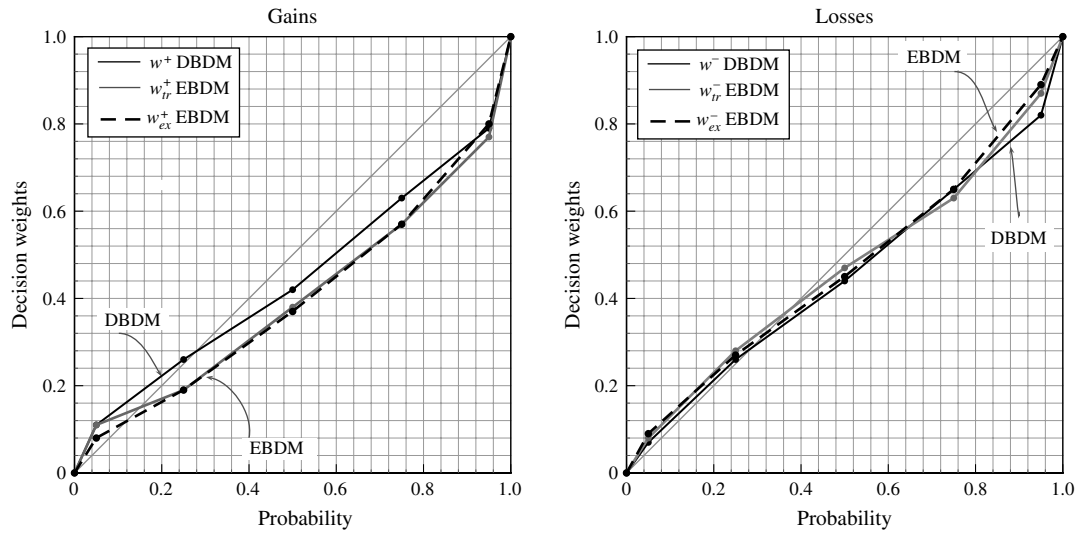 Gains
1.0
0.8
0.6
0.4
0.2
0
0
0.2
0.4
0.6
0.8
1.0
Decision weights
Probability
w+ DBDM
w+tr EBDM
w+ex EBDM
DBDM
EBDM
Losses
1.0
0.8
0.6
0.4
0.2
0
0
0.2
0.4
0.6
0.8
1.0
Decision weights
Probability
w− DBDM
w−tr EBDM
w−ex EBDM
EBDM
DBDM